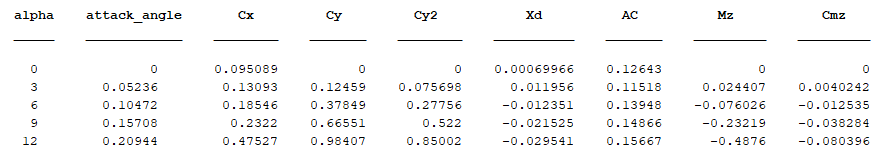 alpha attack_angle Cx Cy Cy2 Xd AC Mz Cmz
0 0 0.095089 0 0 0.00069966 0.12643 0 0
3 0.05236 0.13093 0.12459 0.075698 0.011956 0.11518 0.024407 0.0040242
6 0.10472 0.18546 0.37849 0.27756 -0.012351 0.13948 -0.076026 -0.012535
9 0.15708 0.2322 0.66551 0.522 -0.021525 0.14866 -0.23219 -0.038284
12 0.20944 0.47527 0.98407 0.85002 -0.029541 0.15667 -0.4876 -0.080396